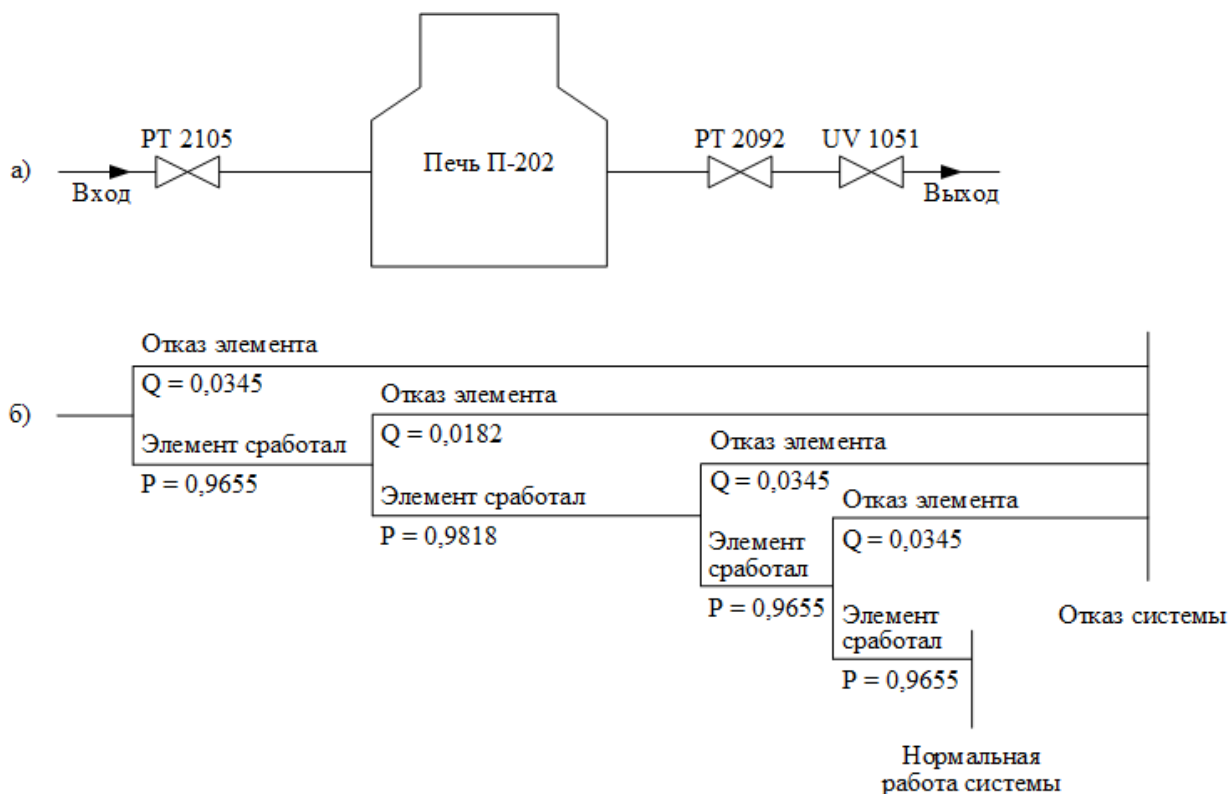 а)
PT 2105
Вход
Печь П-202
PT 2092
UV 1051
Выход
б)
Отказ элемента
Q = 0,0345
Элемент сработал
P = 0,9655
Отказ элемента
Q = 0,0182
Элемент сработал
P = 0,9818
Отказ элемента
Q = 0,0345
Элемент
сработал
P = 0,9655
Отказ элемента
Q = 0,0345
Элемент
сработал
P = 0,9655
Отказ системы
Нормальная
работа системы